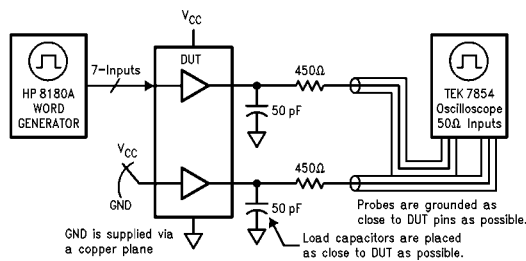 VCC
DUT
HP 8180A
WORD
GENERATOR
7-Inputs
450Ω
50 pF
TEK 7854
Oscilloscope
50Ω Inputs
VCC
GND
450Ω
50 pF
Probes are grounded as
close to DUT pins as possible.
GND is supplied via
a copper plane
Load capacitors are placed
as close to DUT as possible.